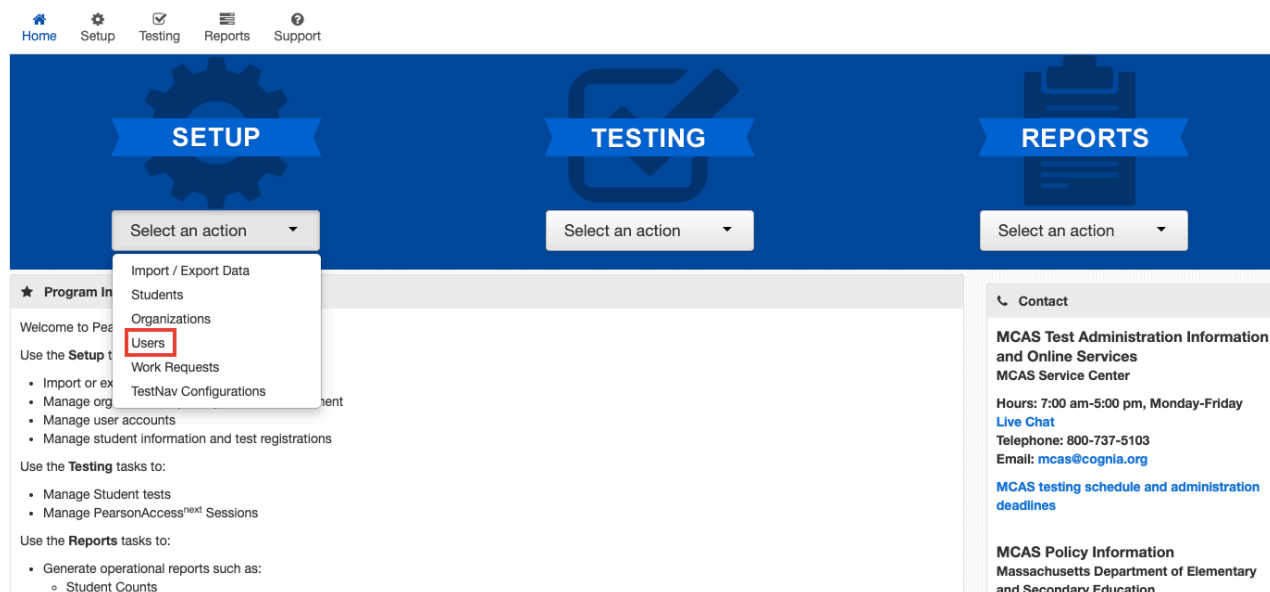 Home Setup Testing Reports Support
SETUP TESTING REPORTS
Select an action Select an action Select an action
Import / Export Data
Students
Organizations
Users
Work Requests
TestNav Configurations
Program In
Welcome to Pea
Use the Setup t
• Import or ex
• Manage org
• Manage user accounts
• Manage student information and test registrations
Use the Testing tasks to:
• Manage Student tests
• Manage PearsonAccessnext Sessions
Use the Reports tasks to:
• Generate operational reports such as:
Student Counts
Contact
MCAS Test Administration Information
and Online Services
MCAS Service Center
Hours: 7:00 am-5:00 pm, Monday-Friday
Live Chat
Telephone: 800-737-5103
Email: mcas@cognia.org
MCAS testing schedule and administration
deadlines
MCAS Policy Information
Massachusetts Department of Elementary
and Secondary Education